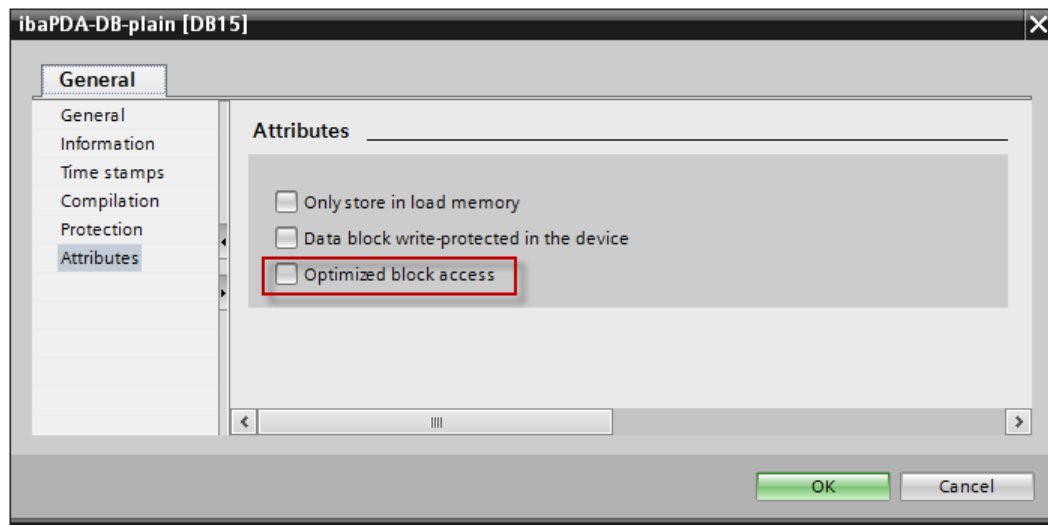 ibaPDA-DB-plain [DB15]
General
General
Information
Time stamps
Compilation
Protection
Attributes
Attributes
Only store in load memory
Data block write-protected in the device
Optimized block access
OK
Cancel